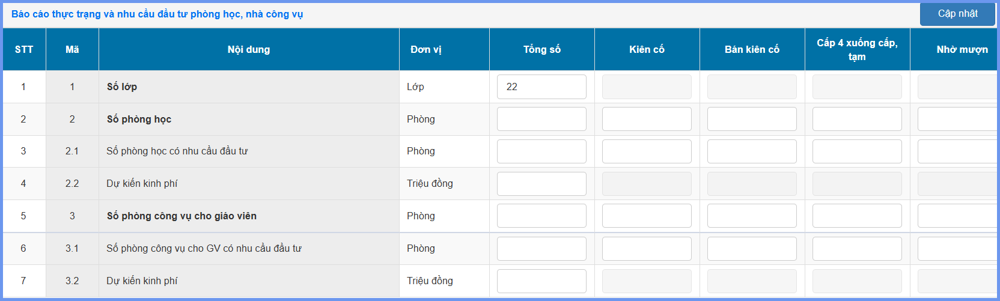 Báo cáo thực trạng và nhu cầu đầu tư phòng học, nhà công vụ
Cập nhật
STT Mã Nội dung Đơn vị Tổng số Kiên cố Bán kiên cố Cấp 4 xuống cấp, tạm Nhờ mượn
1 1 Số lớp Lớp 22
2 2 Số phòng học Phòng
3 2.1 Số phòng học có nhu cầu đầu tư Phòng
4 2.2 Dự kiến kinh phí Triệu đồng
5 3 Số phòng công vụ cho giáo viên Phòng
6 3.1 Số phòng công vụ cho GV có nhu cầu đầu tư Phòng
7 3.2 Dự kiến kinh phí Triệu đồng